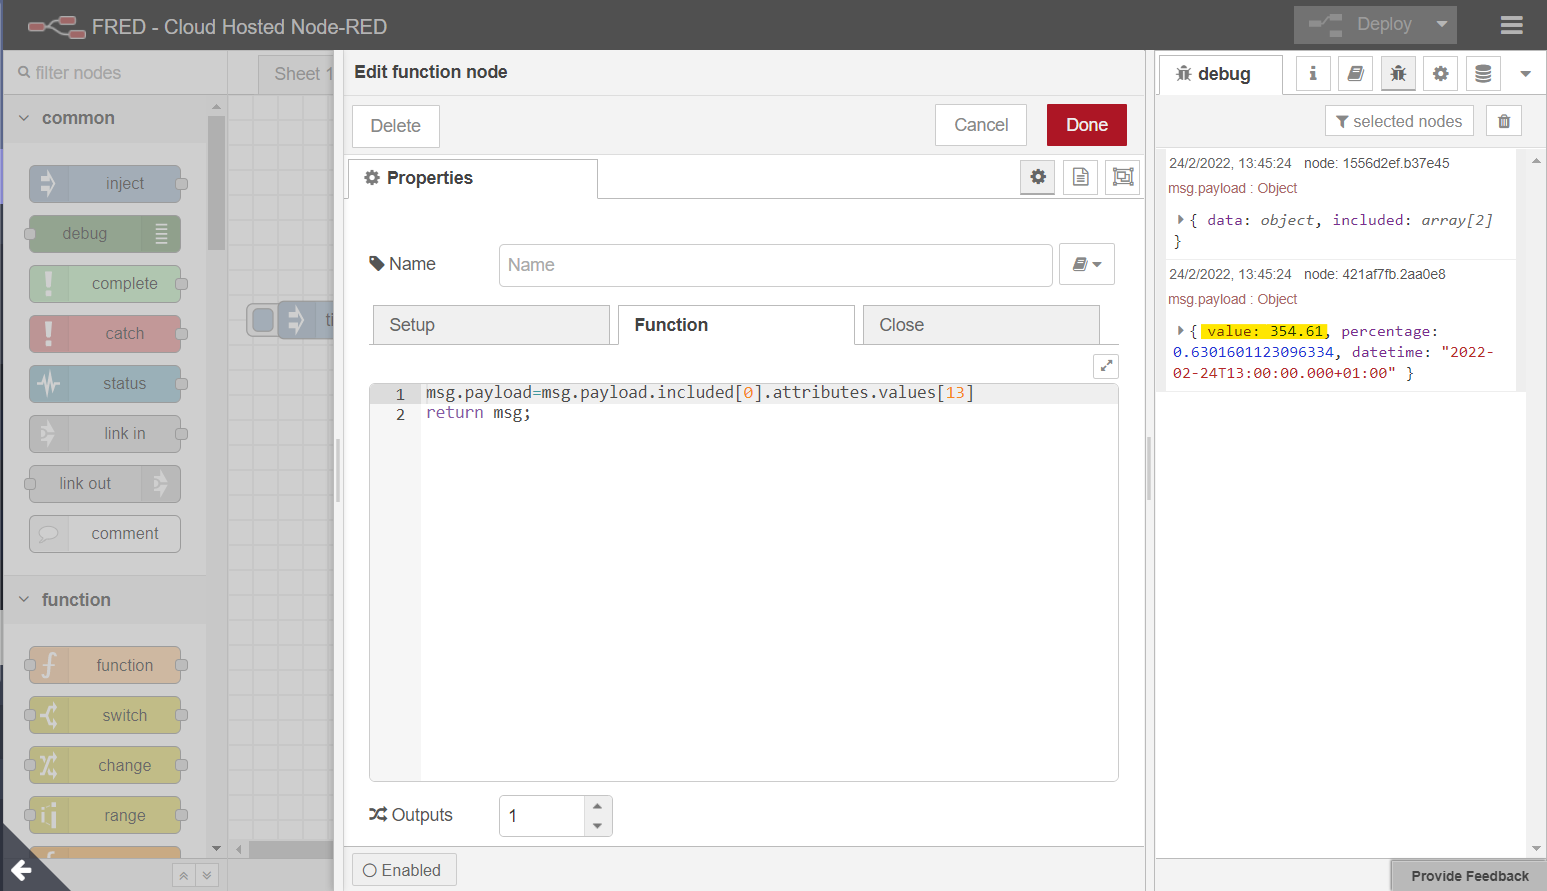 FRED - Cloud Hosted Node-RED
Deploy
filter nodes
Sheet 1
common
inject
debug
complete
catch
status
link in
link out
comment
function
function
switch
change
range
ti
Edit function node
Delete
Cancel
Done
Properties
Name
Name
Setup
Function
Close
1 msg.payload=msg.payload.included[0].attributes.values[13]
2 return msg;
Outputs
1
Enabled
debug
selected nodes
24/2/2022, 13:45:24 node: 1556d2ef.b37e45
msg.payload : Object
{ data: object, included: array[2]
}
24/2/2022, 13:45:24 node: 421af7fb.2aa0e8
msg.payload : Object
{ value: 354.61, percentage:
0.6301601123096334, datetime: "2022-
02-24T13:00:00.000+01:00" }
Provide Feedback